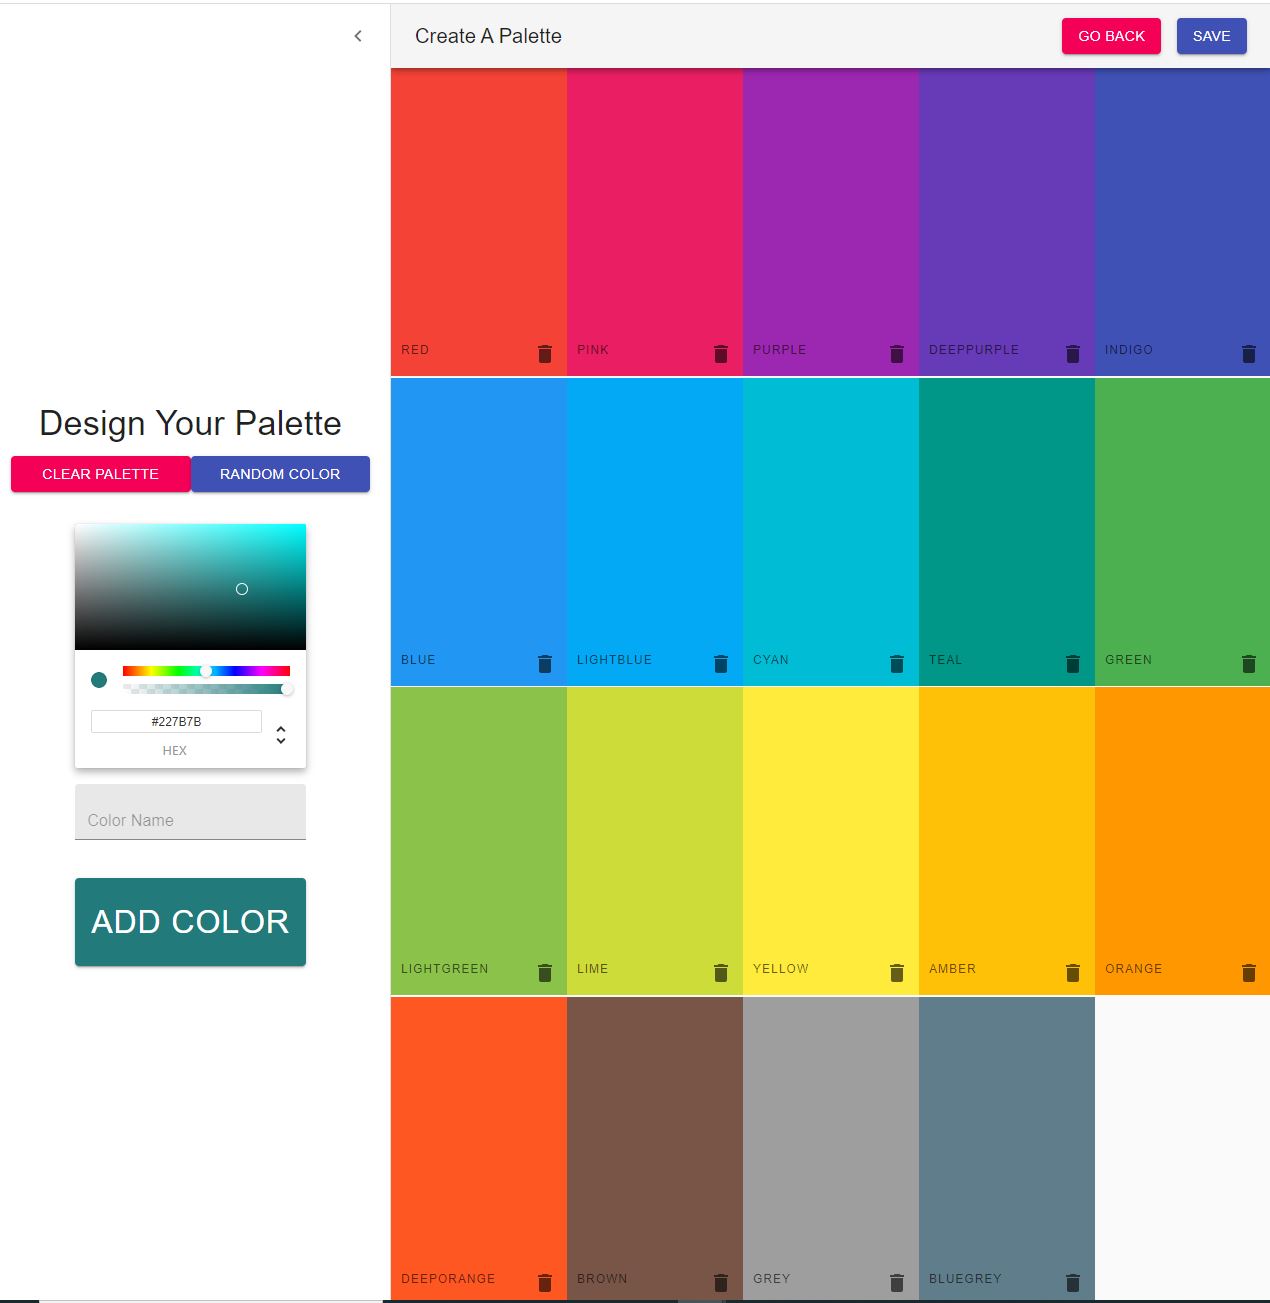 Create A Palette
GO BACK
SAVE
Design Your Palette
CLEAR PALETTE
RANDOM COLOR
#227B7B
HEX
Color Name
ADD COLOR
RED
PINK
PURPLE
DEEPPURPLE
INDIGO
BLUE
LIGHTBLUE
CYAN
TEAL
GREEN
LIGHTGREEN
LIME
YELLOW
AMBER
ORANGE
DEEPORANGE
BROWN
GREY
BLUEGREY